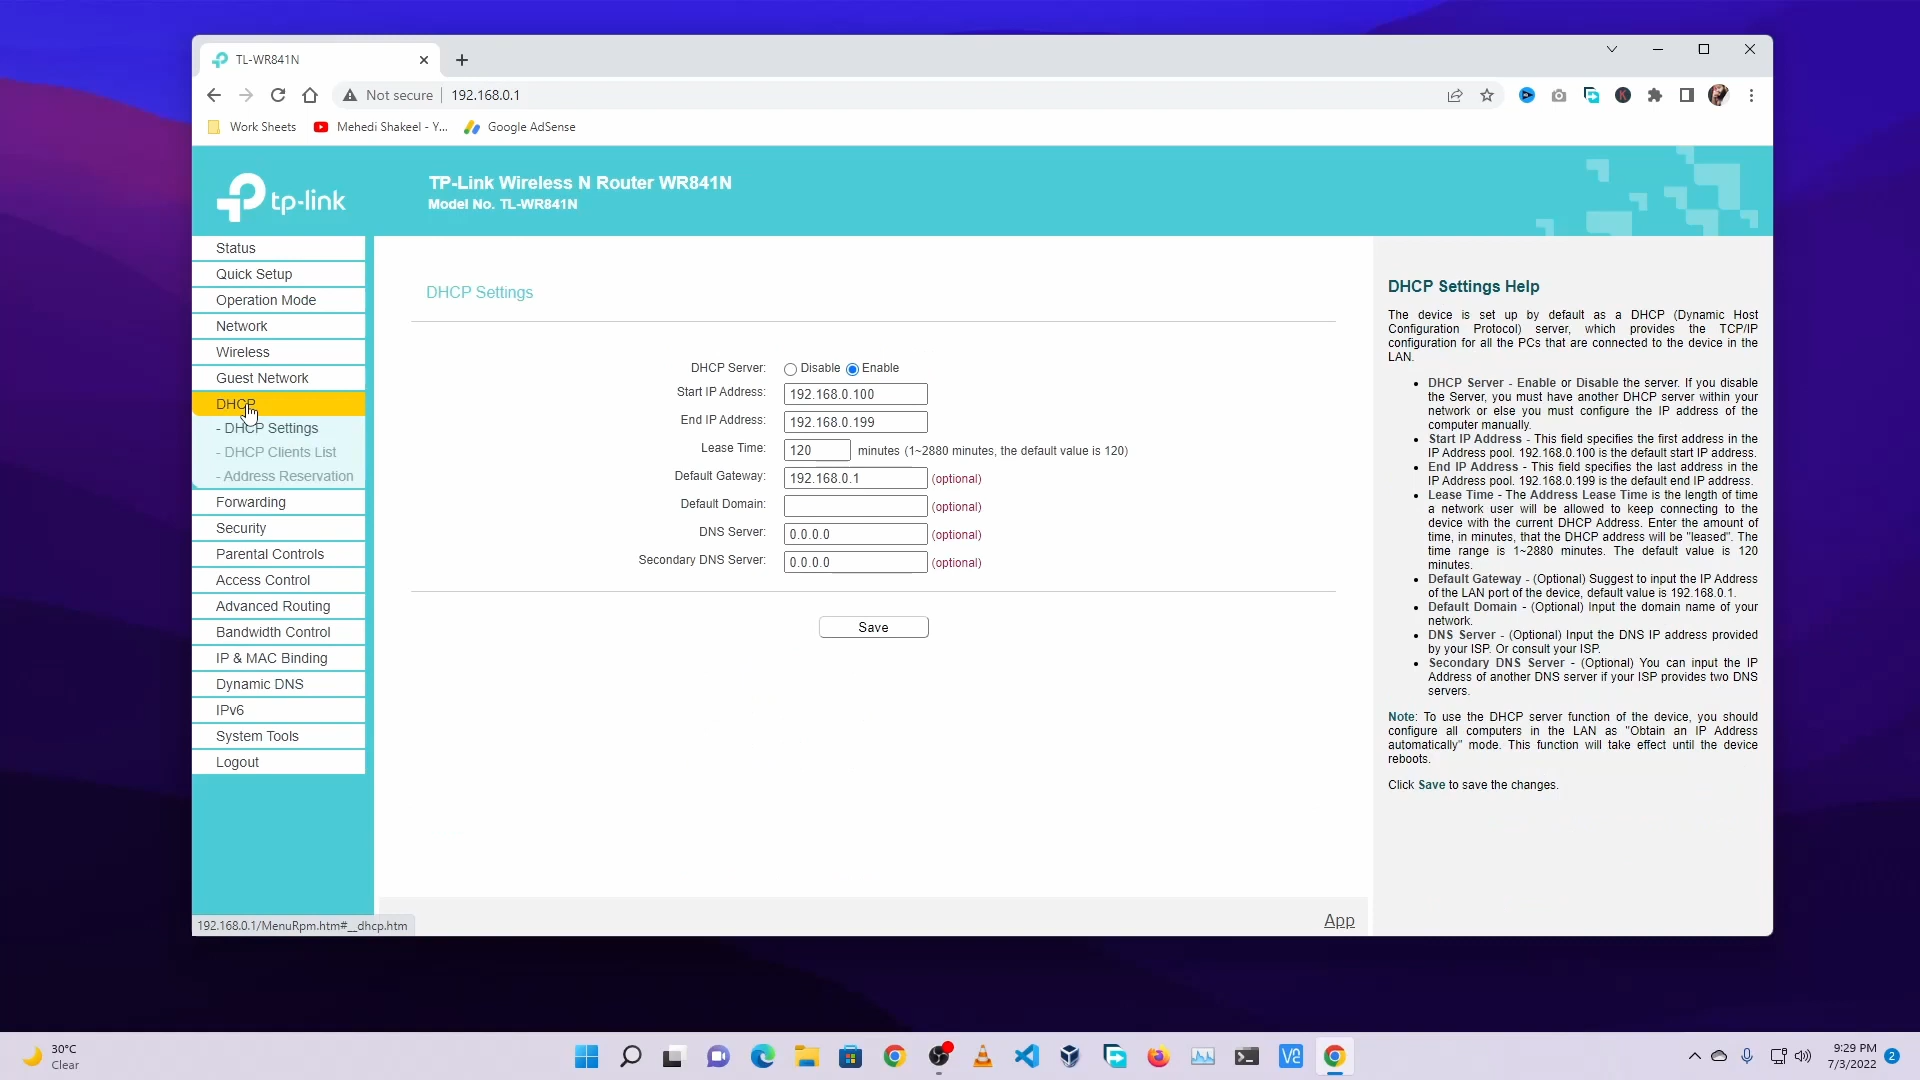 TL-WR841N
Not secure 192.168.0.1
Work Sheets Mehedi Shakeel - Y... Google AdSense
tp-link
TP-Link Wireless N Router WR841N
Model No. TL-WR841N
Status
Quick Setup
Operation Mode
Network
Wireless
Guest Network
DHCP
- DHCP Settings
- DHCP Clients List
- Address Reservation
Forwarding
Security
Parental Controls
Access Control
Advanced Routing
Bandwidth Control
IP & MAC Binding
Dynamic DNS
IPv6
System Tools
Logout
192.168.0.1/MenuRpm.htm#__dhcp.htm
DHCP Settings
DHCP Server: Disable Enable
Start IP Address: 192.168.0.100
End IP Address: 192.168.0.199
Lease Time: 120 minutes (1~2880 minutes, the default value is 120)
Default Gateway: 192.168.0.1 (optional)
Default Domain: (optional)
DNS Server: 0.0.0.0 (optional)
Secondary DNS Server: 0.0.0.0 (optional)
Save
App
DHCP Settings Help
The device is set up by default as a DHCP (Dynamic Host
Configuration Protocol) server, which provides the TCP/IP
configuration for all the PCs that are connected to the device in the
LAN.
• DHCP Server - Enable or Disable the server. If you disable
the Server, you must have another DHCP server within your
network or else you must configure the IP address of the
computer manually.
• Start IP Address - This field specifies the first address in the
IP Address pool. 192.168.0.100 is the default start IP address.
• End IP Address - This field specifies the last address in the
IP Address pool. 192.168.0.199 is the default end IP address.
• Lease Time - The Address Lease Time is the length of time
a network user will be allowed to keep connecting to the
device with the current DHCP Address. Enter the amount of
time, in minutes, that the DHCP address will be "leased". The
time range is 1~2880 minutes. The default value is 120
minutes.
• Default Gateway - (Optional) Suggest to input the IP Address
of the LAN port of the device, default value is 192.168.0.1.
• Default Domain - (Optional) Input the domain name of your
network.
• DNS Server - (Optional) Input the DNS IP address provided
by your ISP. Or consult your ISP.
• Secondary DNS Server - (Optional) You can input the IP
Address of another DNS server if your ISP provides two DNS
servers.
Note: To use the DHCP server function of the device, you should
configure all computers in the LAN as "Obtain an IP Address
automatically" mode. This function will take effect until the device
reboots.
Click Save to save the changes.
30°C
Clear
9:29 PM
7/3/2022
2